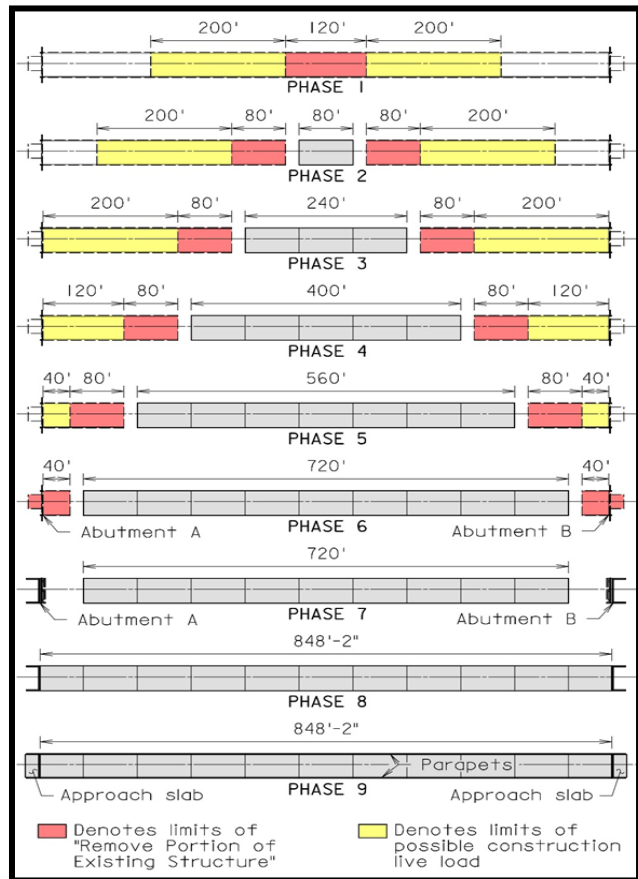 200' 120' 200'
PHASE 1
200' 80' 80' 80' 200'
PHASE 2
200' 80' 240' 80' 200'
PHASE 3
120' 80' 400' 80' 120'
PHASE 4
40' 80' 560' 80' 40'
PHASE 5
40' 720' 40'
Abutment A Abutment B
PHASE 6
720'
Abutment A Abutment B
PHASE 7
848'-2"
PHASE 8
848'-2"
Parapets
Approach slab Approach slab
PHASE 9
Denotes limits of Denotes limits of
"Remove Portion of possible construction
Existing Structure" live load